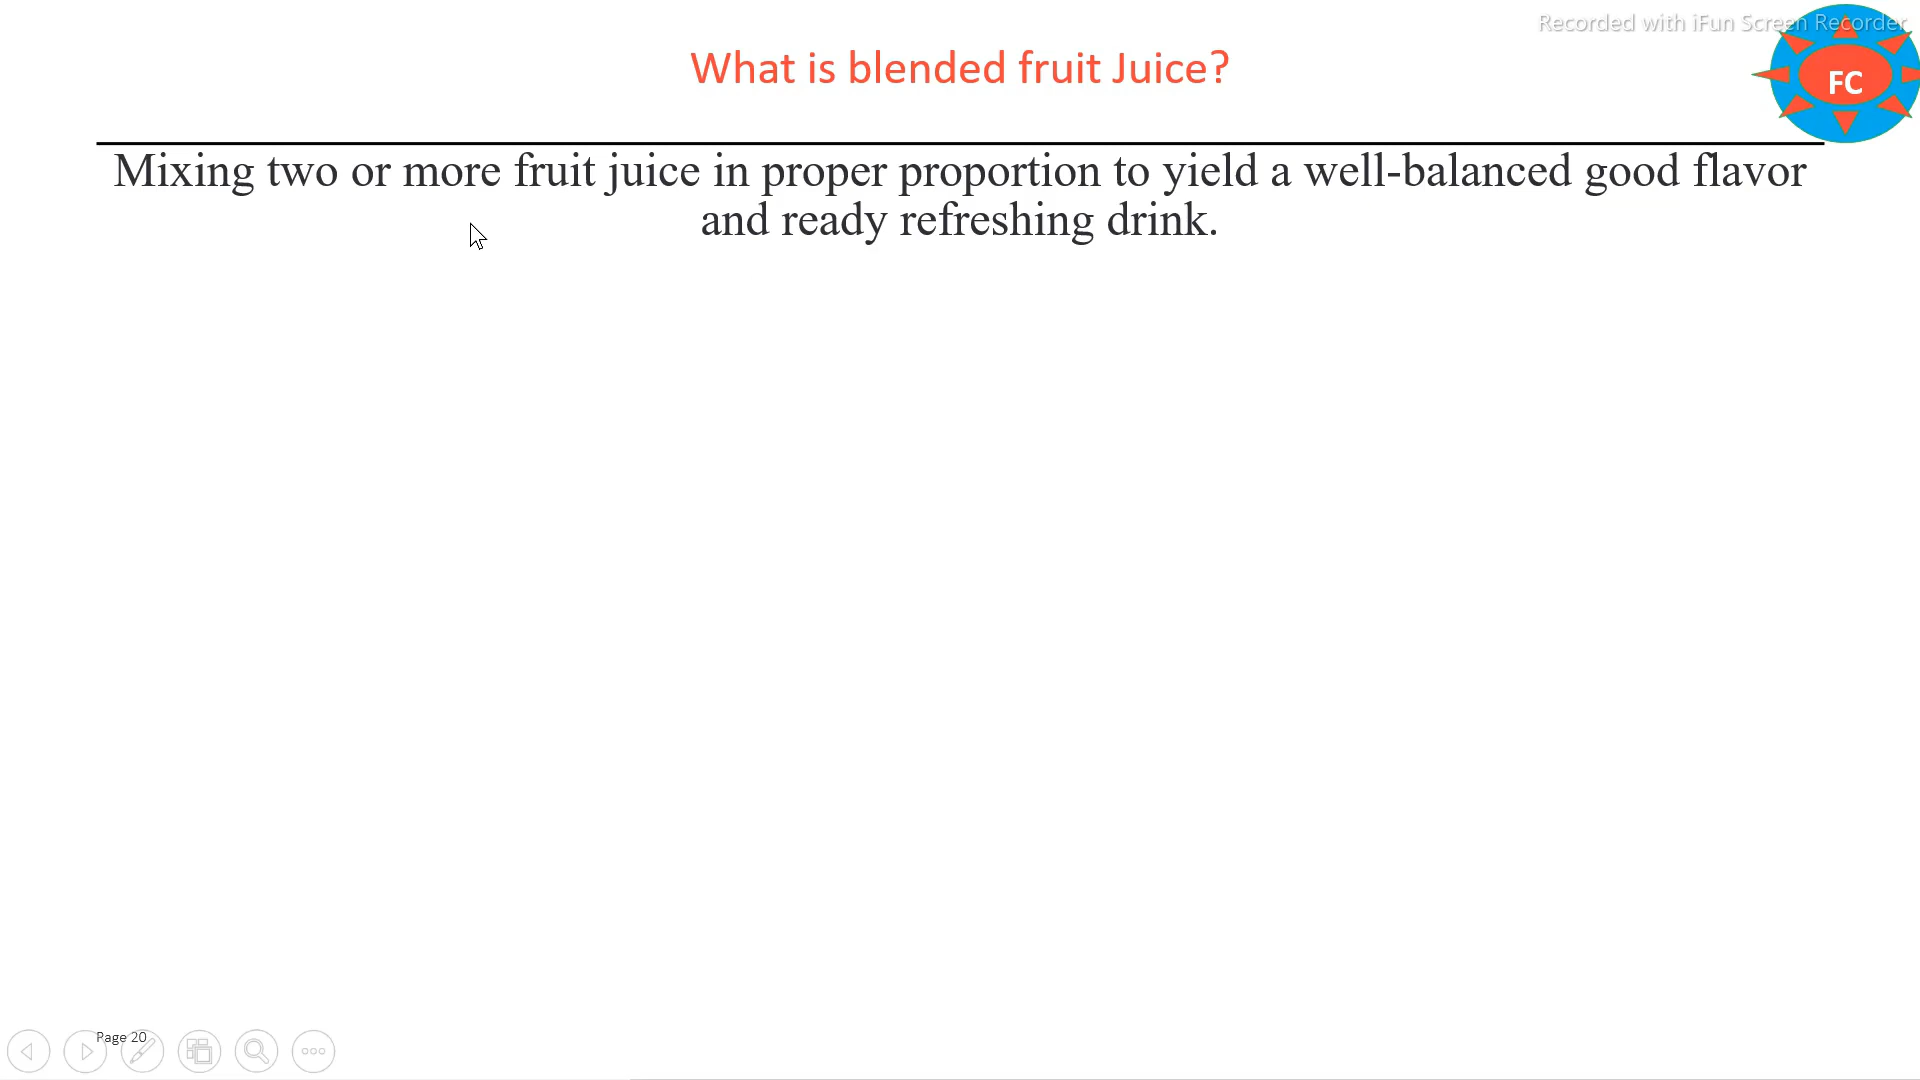 Recorded with iFun Screen Recorder
What is blended fruit Juice?
FC
Mixing two or more fruit juice in proper proportion to yield a well-balanced good flavor
and ready refreshing drink.
Page 20